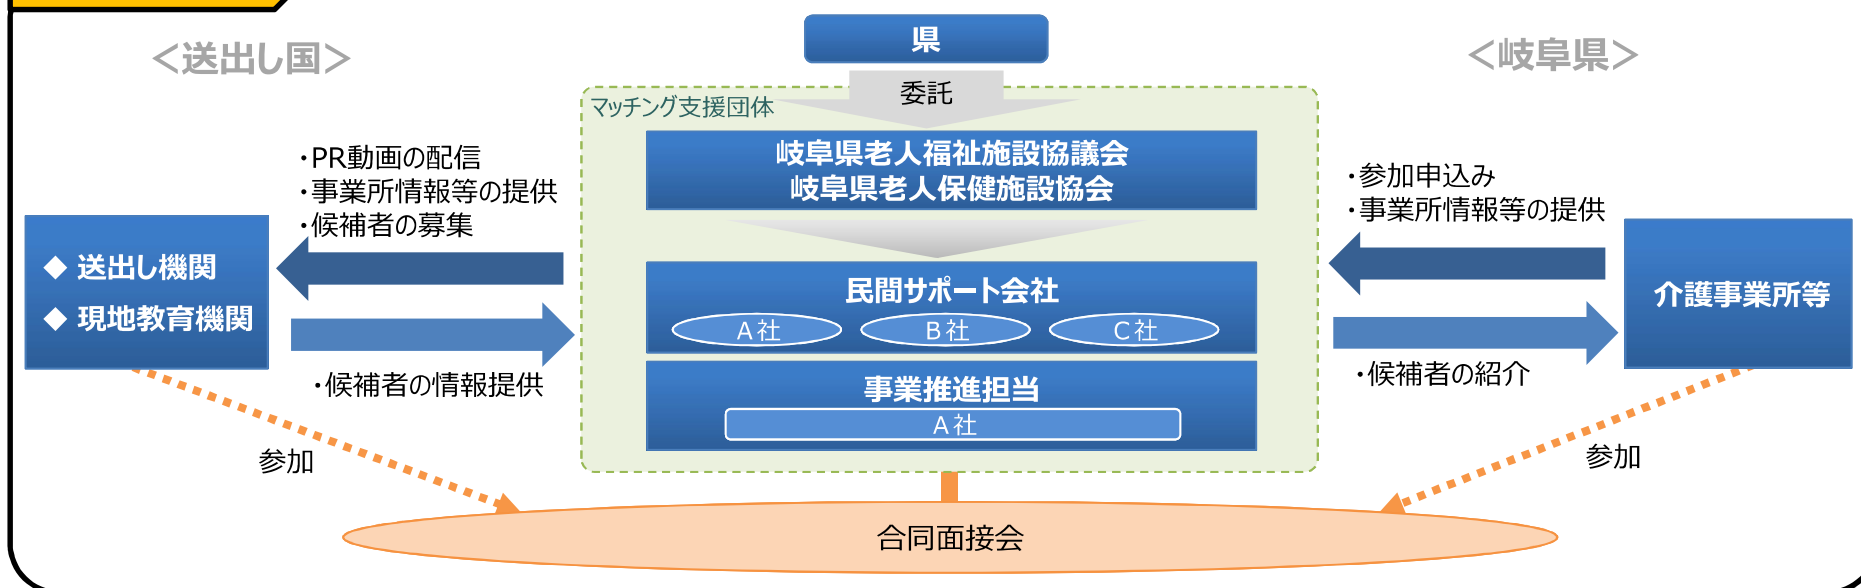 ＜送出し国＞
県
＜岐阜県＞
委託
マッチング支援団体
岐阜県老人福祉施設協議会
岐阜県老人保健施設協会
・PR動画の配信
・事業所情報等の提供
・候補者の募集
・参加申込み
・事業所情報等の提供
◆ 送出し機関
◆ 現地教育機関
民間サポート会社
A社
B社
C社
介護事業所等
・候補者の情報提供
・候補者の紹介
事業推進担当
A社
参加
参加
合同面接会